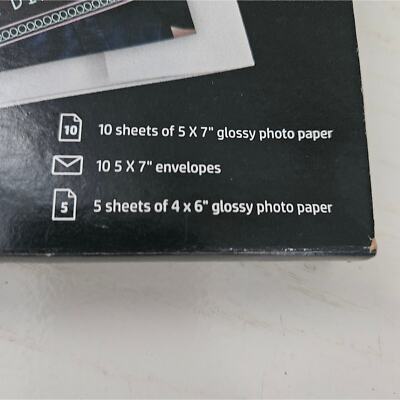 10 10 sheets of 5 X 7" glossy photo paper
10 5 X 7" envelopes
5 5 sheets of 4 x 6" glossy photo paper